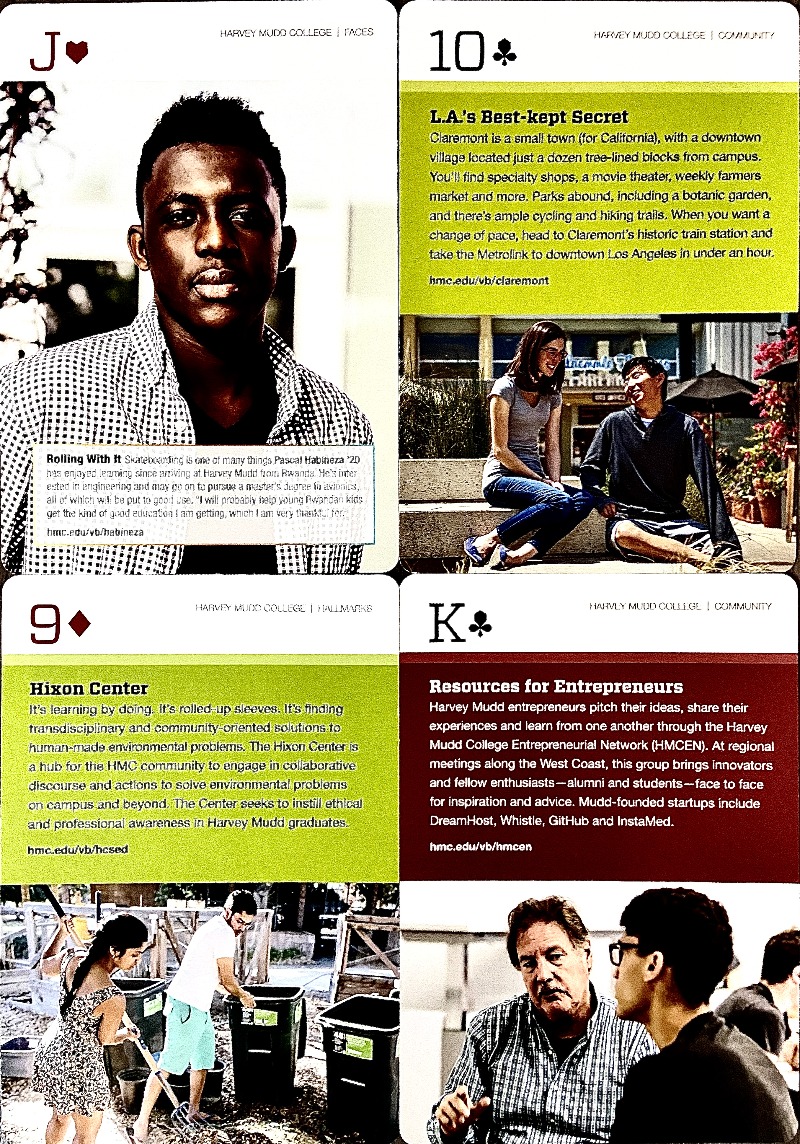 J♥
HARVEY MUDD COLLEGE | FACES
Rolling With It Skateboarding is one of many things Pascal Habineza '20
has enjoyed learning since arriving at Harvey Mudd from Rwanda. He's inter-
ested in engineering and may go on to pursue a master's degree in avionics,
all of which will be put to good use. "I will probably help young Rwandan kids
get the kind of good education I am getting, which I am very thankful for."
hmc.edu/vb/habineza
10♣
HARVEY MUDD COLLEGE | COMMUNITY
L.A.'s Best-kept Secret
Claremont is a small town (for California), with a downtown
village located just a dozen tree-lined blocks from campus.
You'll find specialty shops, a movie theater, weekly farmers
market and more. Parks abound, including a botanic garden,
and there's ample cycling and hiking trails. When you want a
change of pace, head to Claremont's historic train station and
take the Metrolink to downtown Los Angeles in under an hour.
hmc.edu/vb/claremont
9♦
HARVEY MUDD COLLEGE | HALLMARKS
Hixon Center
It's learning by doing. It's rolled-up sleeves. It's finding
transdisciplinary and community-oriented solutions to
human-made environmental problems. The Hixon Center is
a hub for the HMC community to engage in collaborative
discourse and actions to solve environmental problems
on campus and beyond. The Center seeks to instill ethical
and professional awareness in Harvey Mudd graduates.
hmc.edu/vb/hcsed
K♣
HARVEY MUDD COLLEGE | COMMUNITY
Resources for Entrepreneurs
Harvey Mudd entrepreneurs pitch their ideas, share their
experiences and learn from one another through the Harvey
Mudd College Entrepreneurial Network (HMCEN). At regional
meetings along the West Coast, this group brings innovators
and fellow enthusiasts—alumni and students—face to face
for inspiration and advice. Mudd-founded startups include
DreamHost, Whistle, GitHub and InstaMed.
hmc.edu/vb/hmcen